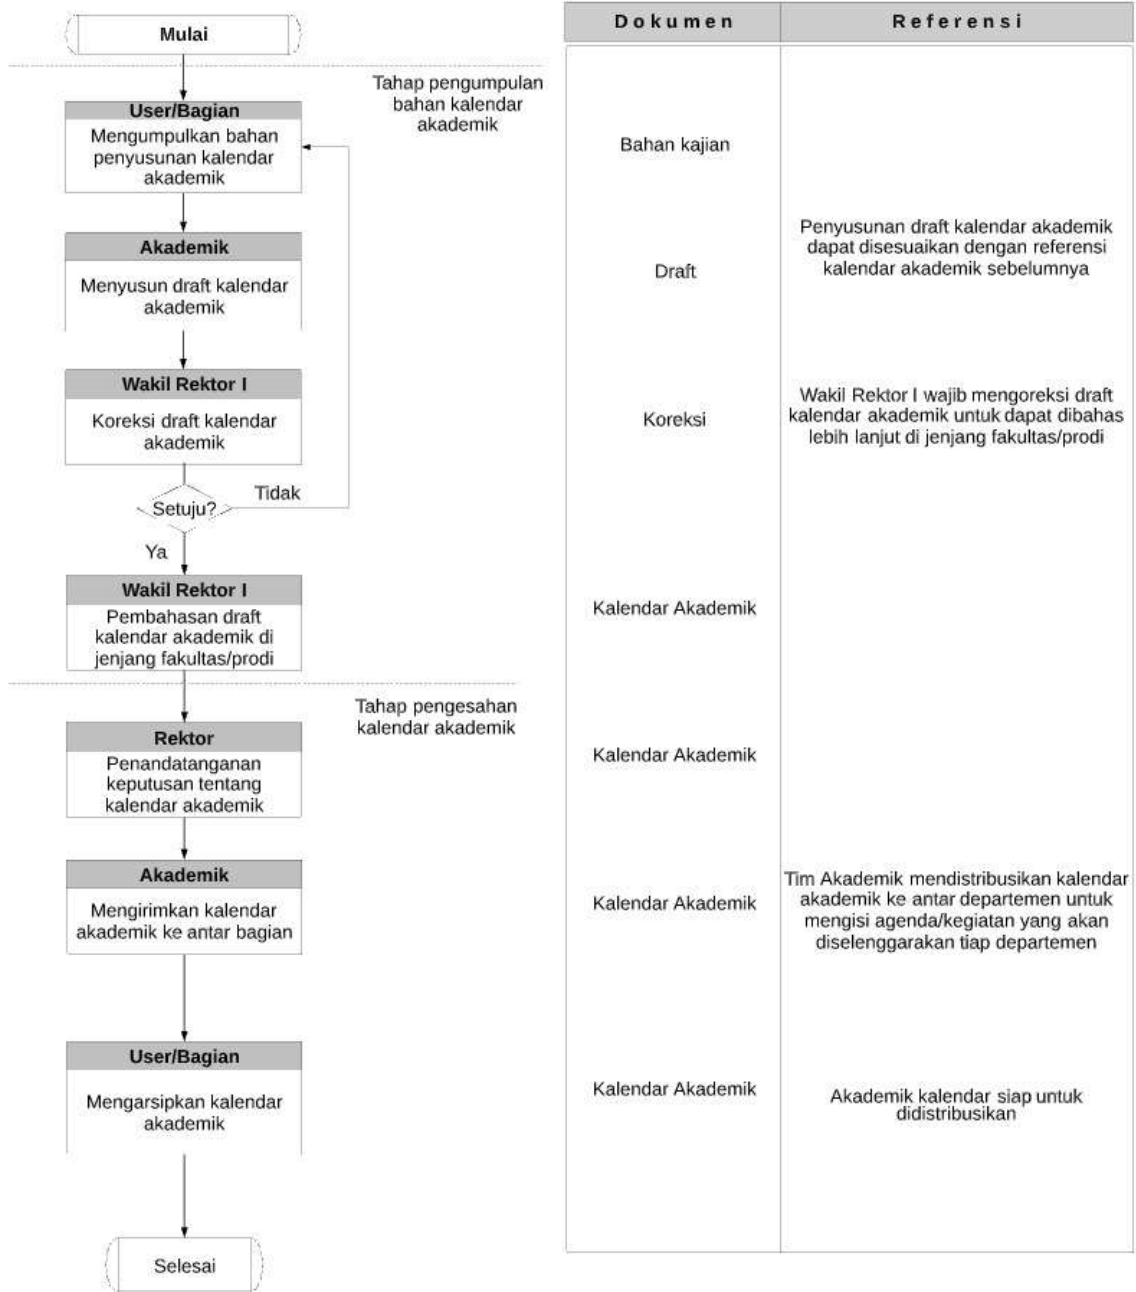 Mulai
Tahap pengumpulan
bahan kalendar
akademik
User/Bagian
Mengumpulkan bahan
penyusunan kalendar
akademik
Akademik
Menyusun draft kalendar
akademik
Wakil Rektor I
Koreksi draft kalendar
akademik
Setuju?
Tidak
Ya
Wakil Rektor I
Pembahasan draft
kalendar akademik di
jenjang fakultas/prodi
Tahap pengesahan
kalendar akademik
Rektor
Penandatanganan
keputusan tentang
kalendar akademik
Akademik
Mengirimkan kalendar
akademik ke antar bagian
User/Bagian
Mengarsipkan kalendar
akademik
Selesai
Dokumen Referensi
Bahan kajian
Draft
Penyusunan draft kalendar akademik
dapat disesuaikan dengan referensi
kalendar akademik sebelumnya
Koreksi
Wakil Rektor I wajib mengoreksi draft
kalendar akademik untuk dapat dibahas
lebih lanjut di jenjang fakultas/prodi
Kalendar Akademik
Kalendar Akademik
Kalendar Akademik
Tim Akademik mendistribusikan kalendar
akademik ke antar departemen untuk
mengisi agenda/kegiatan yang akan
diselenggarakan tiap departemen
Kalendar Akademik
Akademik kalendar siap untuk
didistribusikan